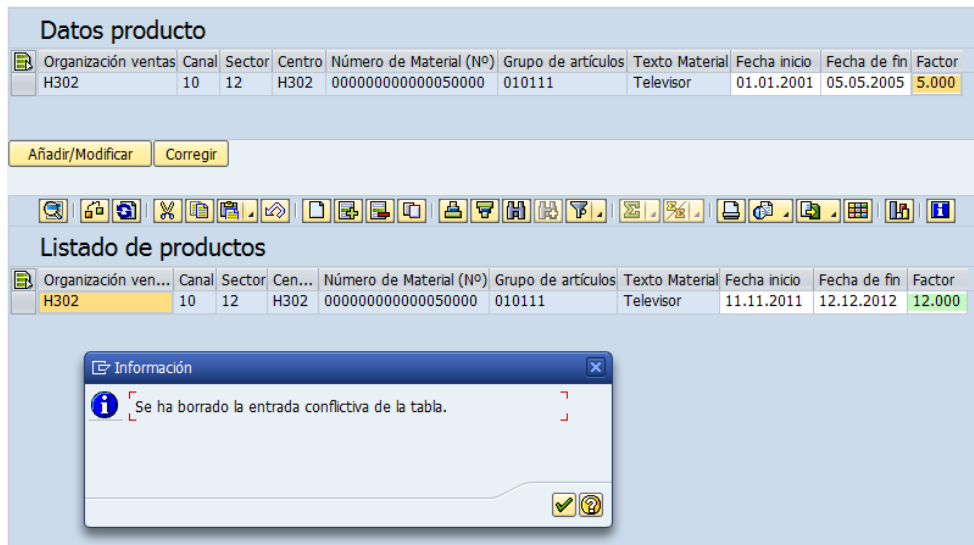 Datos producto
Organización ventas Canal Sector Centro Número de Material (Nº) Grupo de artículos Texto Material Fecha inicio Fecha de fin Factor
H302 10 12 H302 000000000000050000 010111 Televisor 01.01.2001 05.05.2005 5.000
Añadir/Modificar Corregir
Listado de productos
Organización ven... Canal Sector Cen... Número de Material (Nº) Grupo de artículos Texto Material Fecha inicio Fecha de fin Factor
H302 10 12 H302 000000000000050000 010111 Televisor 11.11.2011 12.12.2012 12.000
Información
Se ha borrado la entrada conflictiva de la tabla.